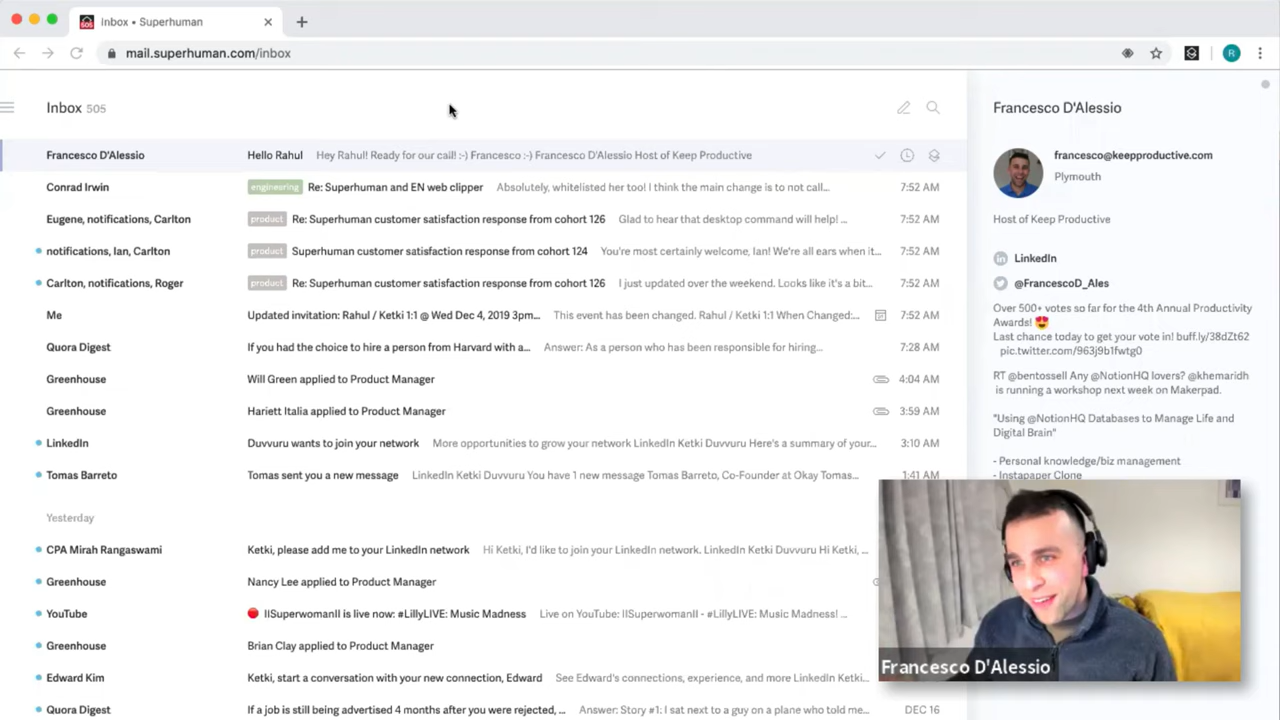 Inbox • Superhuman
mail.superhuman.com/inbox
R
Inbox 505
Francesco D'Alessio Hello Rahul Hey Rahul! Ready for our call! :-) Francesco :-) Francesco D'Alessio Host of Keep Productive
Conrad Irwin engineering Re: Superhuman and EN web clipper Absolutely, whitelisted her too! I think the main change is to not call... 7:52 AM
Eugene, notifications, Carlton product Re: Superhuman customer satisfaction response from cohort 126 Glad to hear that desktop command will help! ... 7:52 AM
notifications, Ian, Carlton product Superhuman customer satisfaction response from cohort 124 You're most certainly welcome, Ian! We're all ears when it... 7:52 AM
Carlton, notifications, Roger product Re: Superhuman customer satisfaction response from cohort 126 I just updated over the weekend. Looks like it's a bit... 7:52 AM
Me Updated invitation: Rahul / Ketki 1:1 @ Wed Dec 4, 2019 3pm... This event has been changed. Rahul / Ketki 1:1 When Changed:... 7:52 AM
Quora Digest If you had the choice to hire a person from Harvard with a... Answer: As a person who has been responsible for hiring... 7:28 AM
Greenhouse Will Green applied to Product Manager 4:04 AM
Greenhouse Hariett Italia applied to Product Manager 3:59 AM
LinkedIn Duvvuru wants to join your network More opportunities to grow your network LinkedIn Ketki Duvvuru Here's a summary of your... 3:10 AM
Tomas Barreto Tomas sent you a new message LinkedIn Ketki Duvvuru You have 1 new message Tomas Barreto, Co-Founder at Okay Tomas... 1:41 AM
Yesterday
CPA Mirah Rangaswami Ketki, please add me to your LinkedIn network Hi Ketki, I'd like to join your LinkedIn network. LinkedIn Ketki Duvvuru Hi Ketki, ...
Greenhouse Nancy Lee applied to Product Manager
YouTube IISuperwomanII is live now: #LillyLIVE: Music Madness Live on YouTube: IISuperwomanII - #LillyLIVE: Music Madness! ...
Greenhouse Brian Clay applied to Product Manager
Edward Kim Ketki, start a conversation with your new connection, Edward See Edward's connections, experience, and more LinkedIn Ketki...
Quora Digest If a job is still being advertised 4 months after you were rejected, ... Answer: Story #1: I sat next to a guy on a plane who told me... DEC 16
Francesco D'Alessio
francesco@keepproductive.com
Plymouth
Host of Keep Productive
LinkedIn
@FrancescoD_Ales
Over 500+ votes so far for the 4th Annual Productivity
Awards! 😍
Last chance today to get your vote in! buff.ly/38dZt62
pic.twitter.com/963j9b1fwtg0
RT @bentossell Any @NotionHQ lovers? @khemaridh
is running a workshop next week on Makerpad.
"Using @NotionHQ Databases to Manage Life and
Digital Brain"
- Personal knowledge/biz management
- Instapaper Clone
Francesco D'Alessio